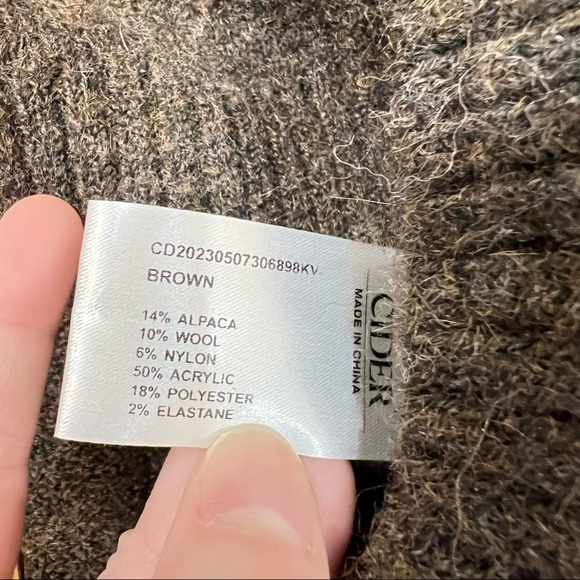 CD20230507306898KV
BROWN
14% ALPACA
10% WOOL
6% NYLON
50% ACRYLIC
18% POLYESTER
2% ELASTANE
CIDER
MADE IN CHINA